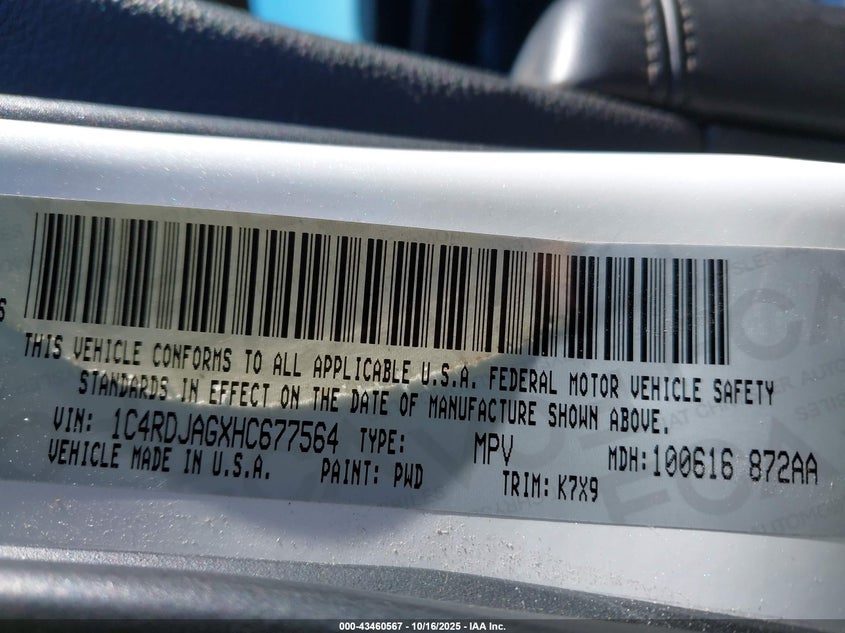 S
THIS VEHICLE CONFORMS TO ALL APPLICABLE U.S.A. FEDERAL MOTOR VEHICLE SAFETY
STANDARDS IN EFFECT ON THE DATE OF MANUFACTURE SHOWN ABOVE.
VIN: 1C4RDJAGXHC677564 TYPE: MPV MDH:100616 872AA
VEHICLE MADE IN U.S.A. PAINT: PWD TRIM: K7X9
000-43460567 - 10/16/2025 - IAA Inc.